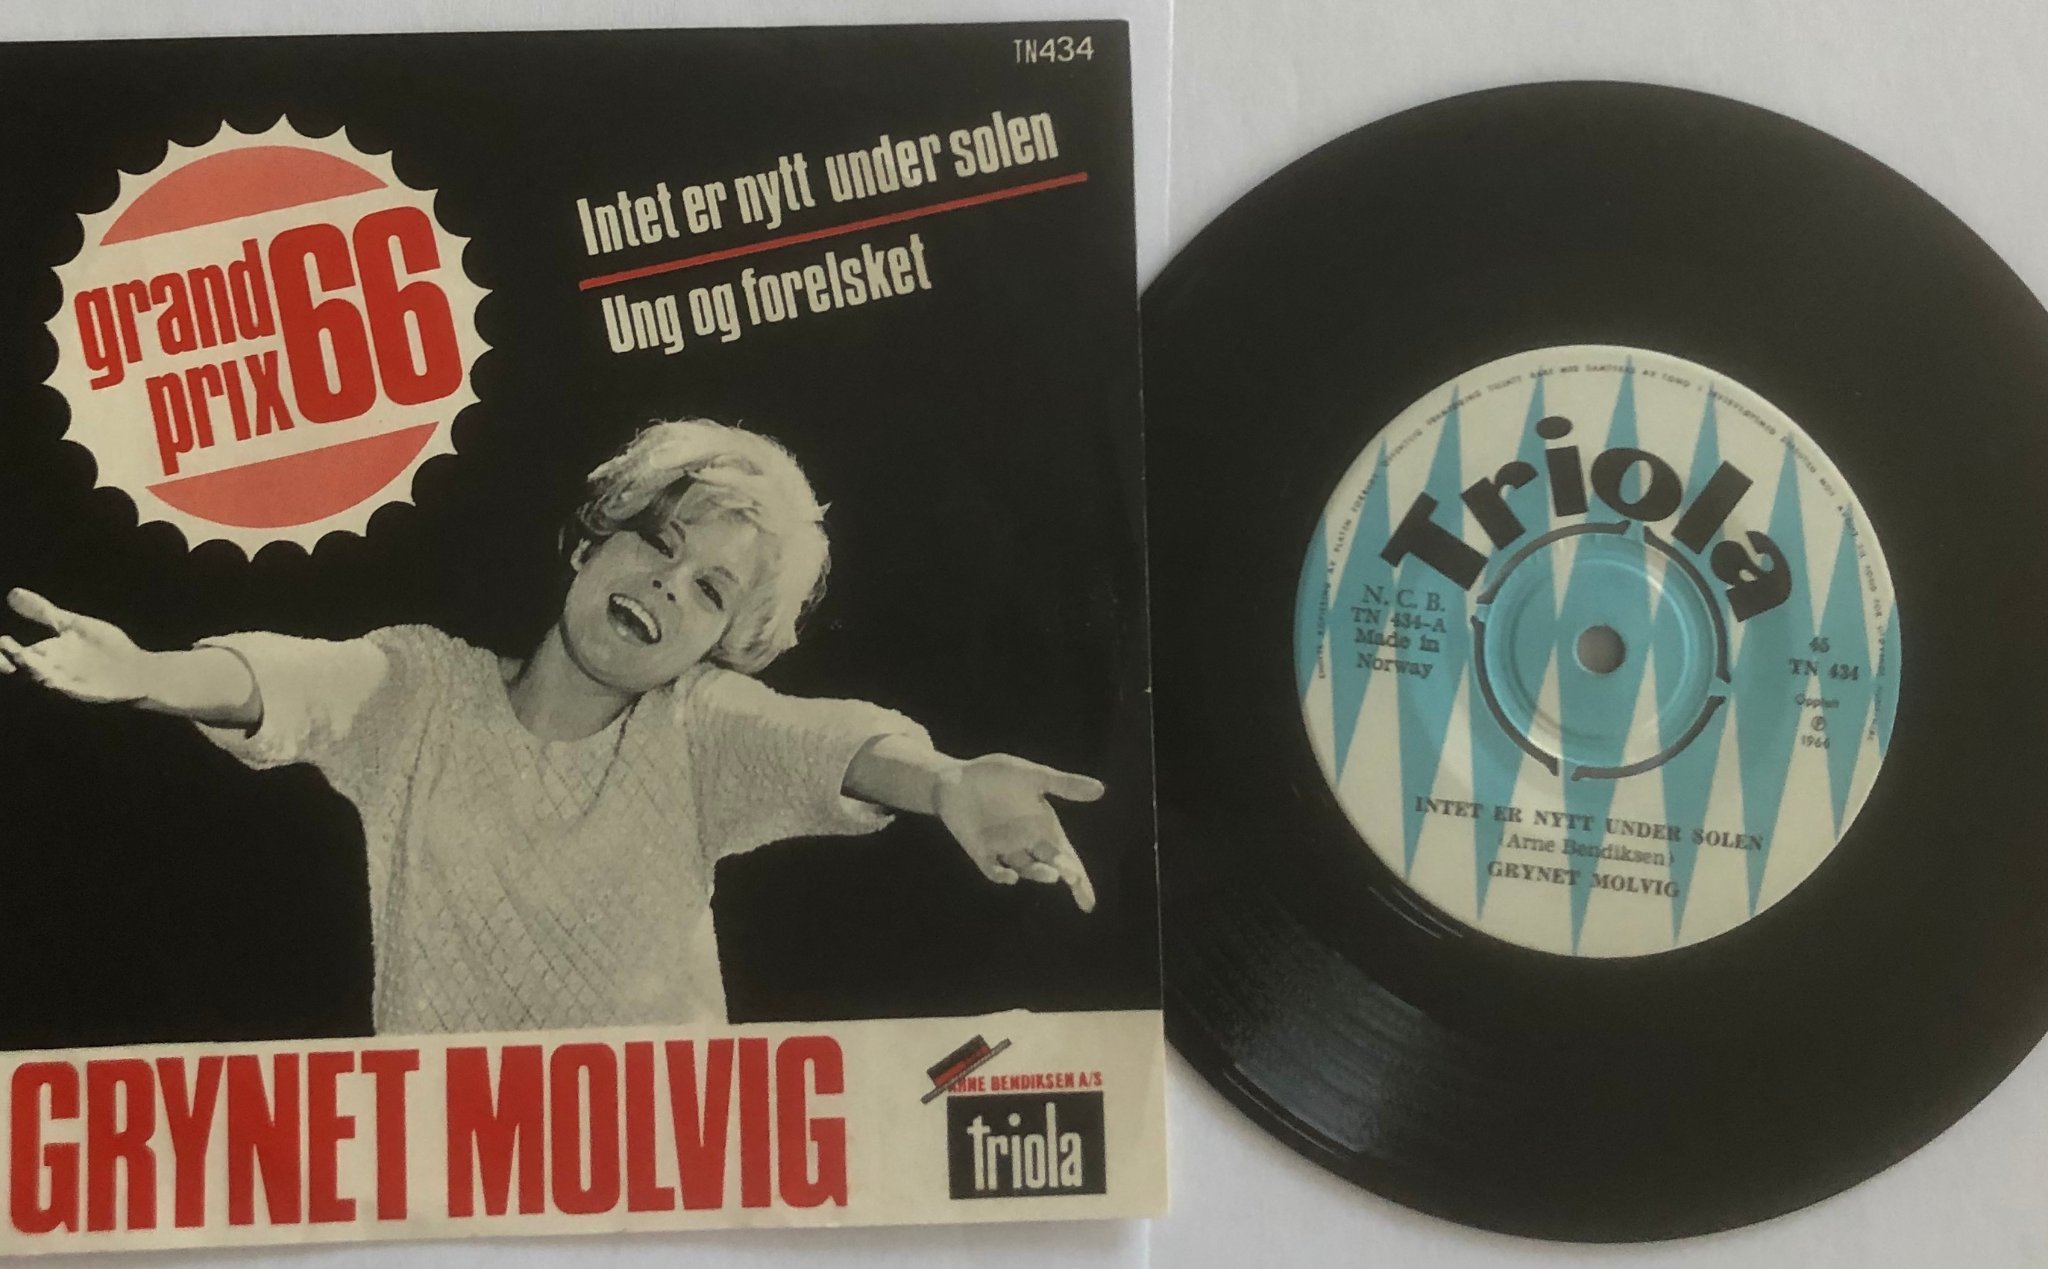 TN434
grand
prix 66
Intet er nytt under solen
Ung og forelsket
GRYNET MOLVIG
ARNE BENDIKSEN A/S
triola
Triola
N. C. B.
TN 434-A
Made in
Norway
45
TN 434
Ⓟ
1966
INTET ER NYTT UNDER SOLEN
(Arne Bendiksen)
GRYNET MOLVIG